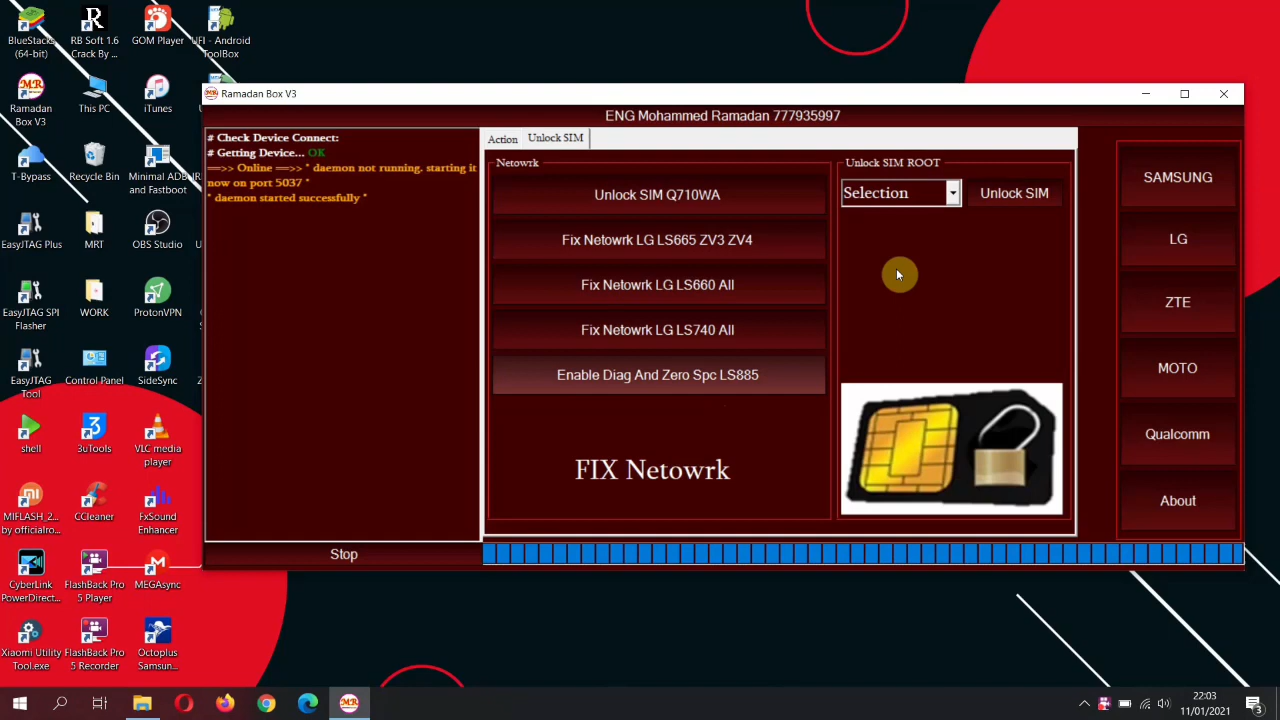 BlueStacks
(64-bit)
RB Soft 1.6
Crack By ...
GOM Player
UFI - Android
ToolBox
Ramadan
Box V3
This PC
iTunes
T-Bypass
Recycle Bin
Minimal ADB
and Fastboot
EasyJTAG Plus
MRT
OBS Studio
EasyJTAG SPI
Flasher
WORK
ProtonVPN
EasyJTAG
Tool
Control Panel
SideSync
shell
3uTools
VLC media
player
MIFLASH_2...
by officialro...
CCleaner
FxSound
Enhancer
CyberLink
PowerDirect...
FlashBack Pro
5 Player
MEGAsync
Xiaomi Utility
Tool.exe
FlashBack Pro
5 Recorder
Octoplus
Samsun...
MR Ramadan Box V3
ENG Mohammed Ramadan 777935997
# Check Device Connect:
# Getting Device... OK
==>> Online ==>> * daemon not running. starting it
now on port 5037 *
* daemon started successfully *
Stop
Action
Unlock SIM
Netowrk
Unlock SIM Q710WA
Fix Netowrk LG LS665 ZV3 ZV4
Fix Netowrk LG LS660 All
Fix Netowrk LG LS740 All
Enable Diag And Zero Spc LS885
FIX Netowrk
Unlock SIM ROOT
Selection
Unlock SIM
SAMSUNG
LG
ZTE
MOTO
Qualcomm
About
MR
22:03
11/01/2021
3